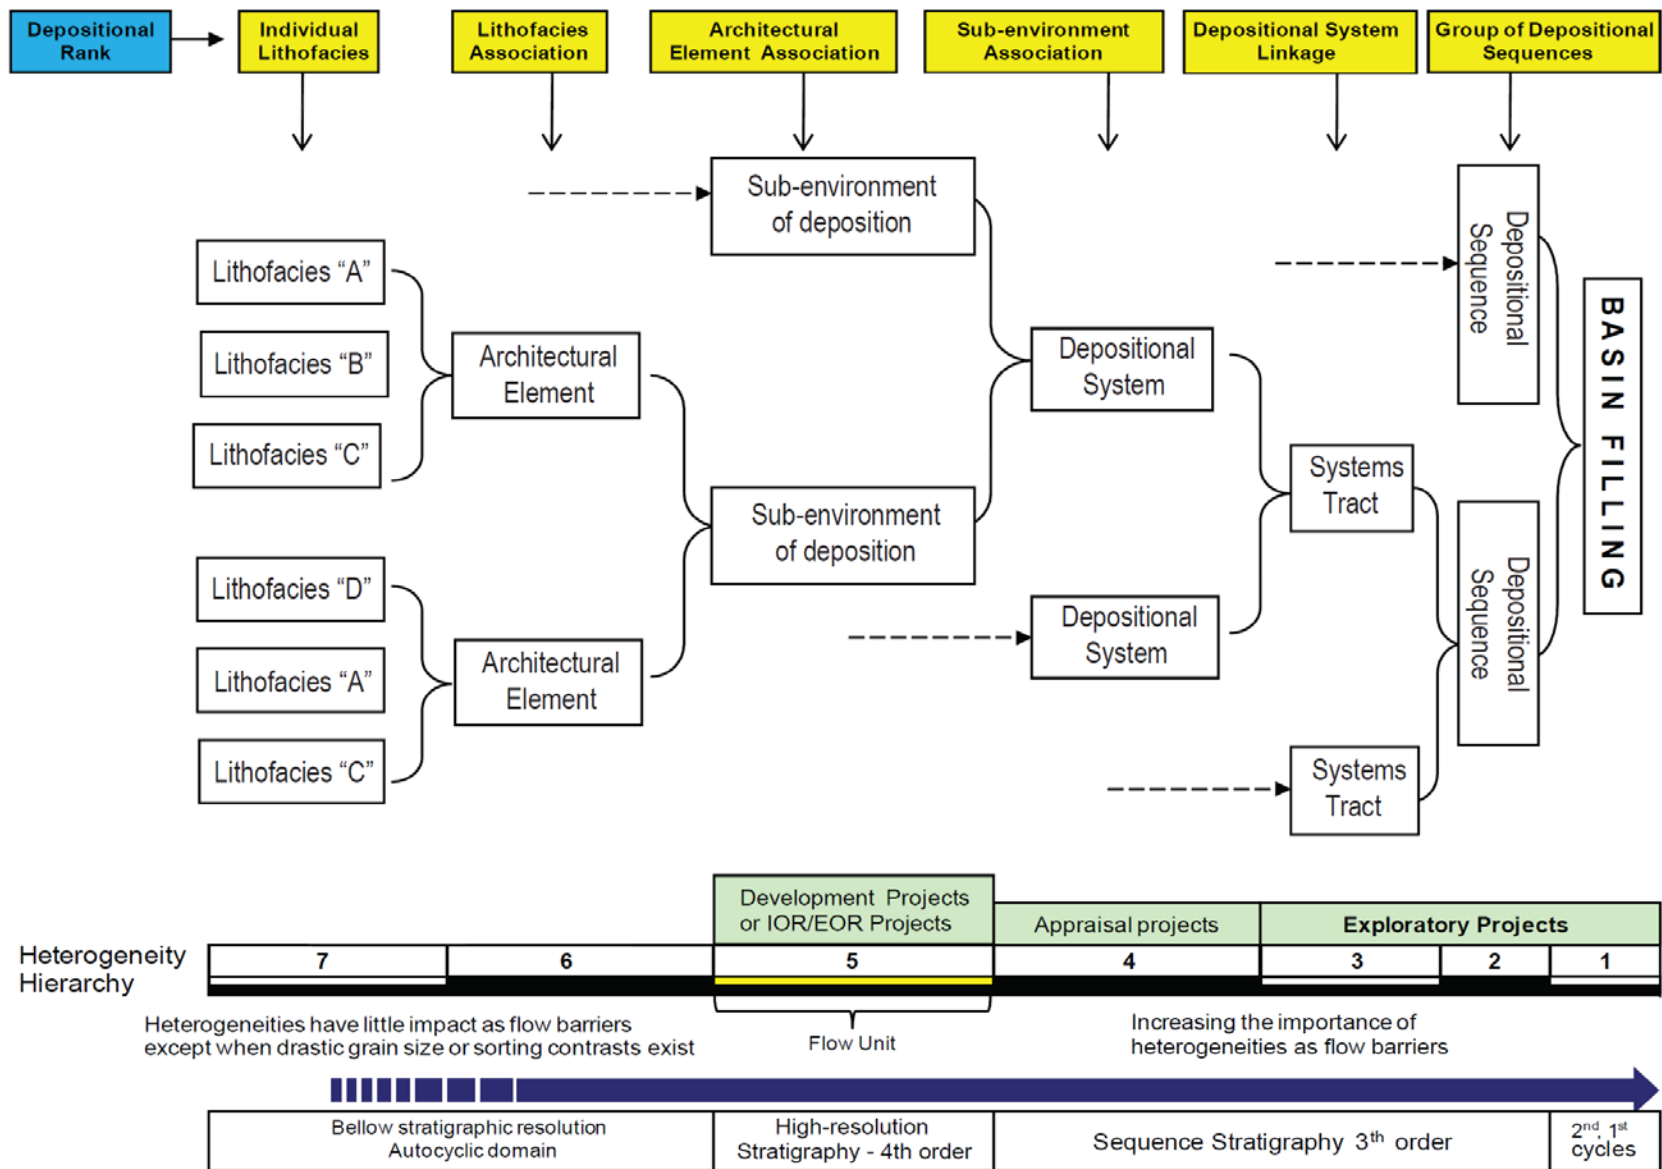 Depositional
Rank
Individual
Lithofacies
Lithofacies
Association
Architectural
Element Association
Sub-environment
Association
Depositional System
Linkage
Group of Depositional
Sequences
Sub-environment
of deposition
Depositional
Sequence
Lithofacies “A”
Lithofacies “B”
Lithofacies “C”
Architectural
Element
Depositional
System
BASIN FILLING
Systems
Tract
Sub-environment
of deposition
Depositional
Sequence
Lithofacies “D”
Lithofacies “A”
Lithofacies “C”
Architectural
Element
Depositional
System
Systems
Tract
Development Projects
or IOR/EOR Projects
Appraisal projects
Exploratory Projects
Heterogeneity
Hierarchy
7
6
5
4
3
2
1
Heterogeneities have little impact as flow barriers
except when drastic grain size or sorting contrasts exist
Flow Unit
Increasing the importance of
heterogeneities as flow barriers
Bellow stratigraphic resolution
Autocyclic domain
High-resolution
Stratigraphy - 4th order
Sequence Stratigraphy 3th order
2nd, 1st
cycles